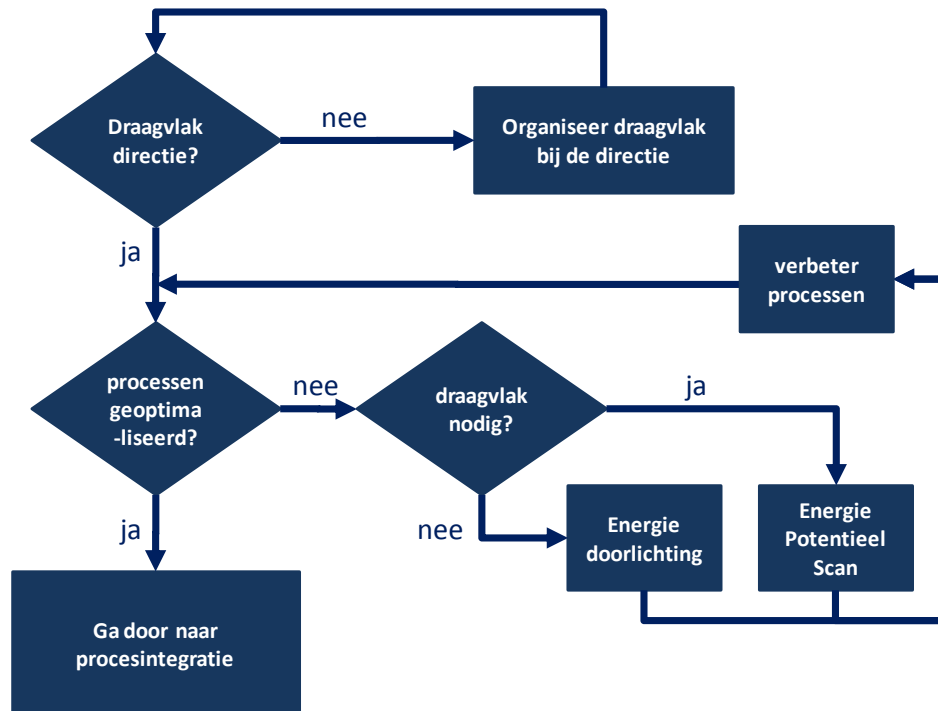 Draagvlak
directie?
nee
Organiseer draagvlak
bij de directie
ja
verbeter
processen
processen
geoptima
-liseerd?
nee
draagvlak
nodig?
ja
ja
nee
Energie
doorlichting
Energie
Potentieel
Scan
Ga door naar
procesintegratie